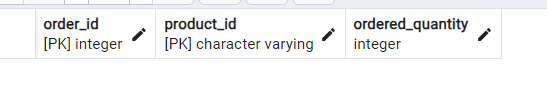 order_id product_id ordered_quantity
[PK] integer [PK] character varying integer